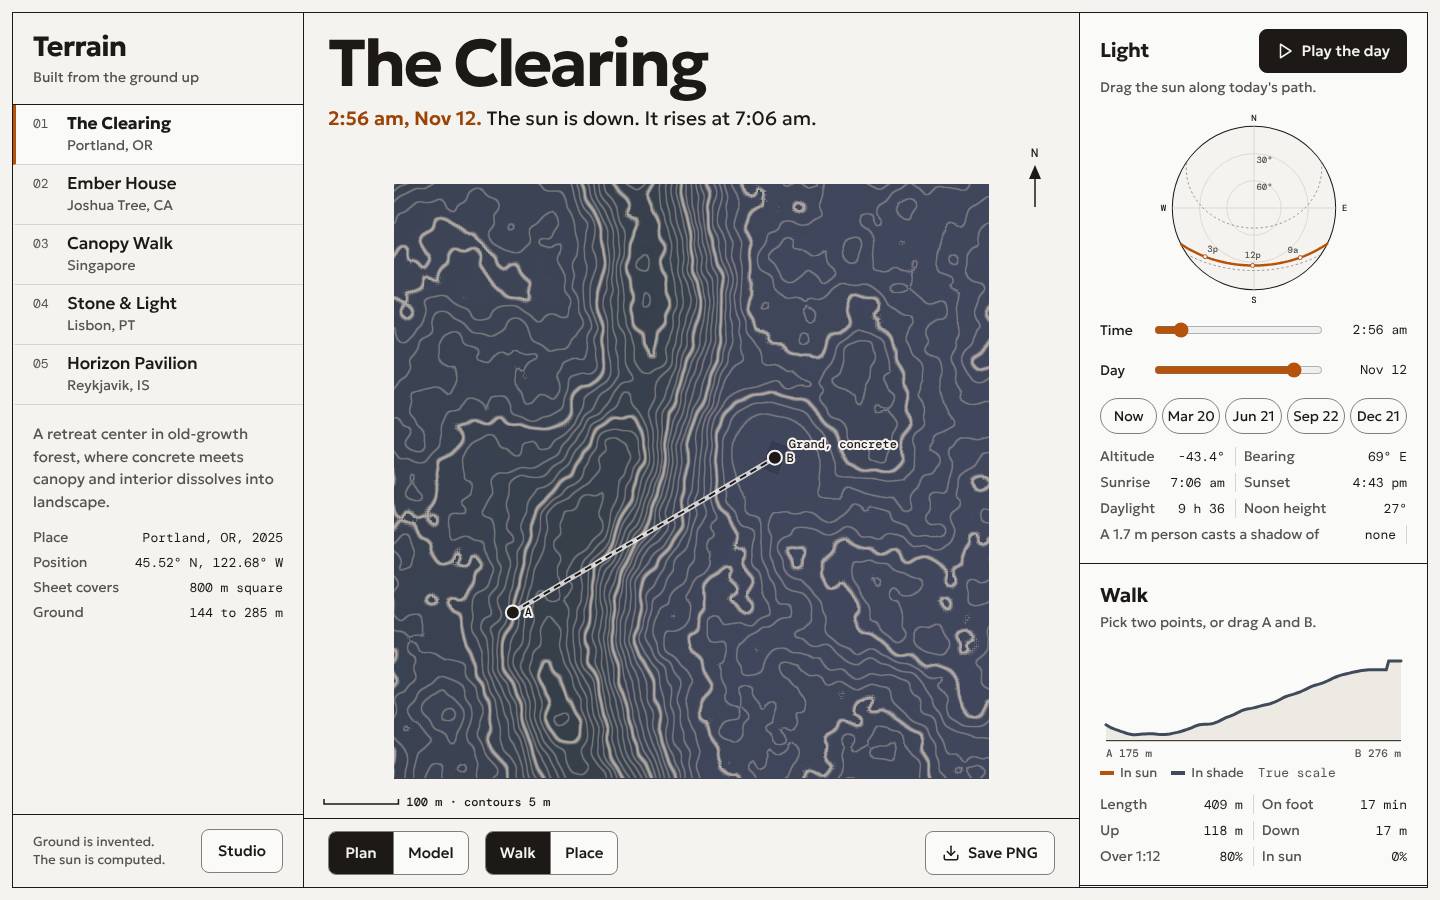 Terrain
Built from the ground up
01 The Clearing
Portland, OR
02 Ember House
Joshua Tree, CA
03 Canopy Walk
Singapore
04 Stone & Light
Lisbon, PT
05 Horizon Pavilion
Reykjavik, IS
A retreat center in old-growth
forest, where concrete meets
canopy and interior dissolves into
landscape.
Place Portland, OR, 2025
Position 45.52° N, 122.68° W
Sheet covers 800 m square
Ground 144 to 285 m
Ground is invented.
The sun is computed.
Studio
The Clearing
2:56 am, Nov 12. The sun is down. It rises at 7:06 am.
N
Grand, concrete
B
A
100 m · contours 5 m
Plan Model Walk Place Save PNG
Light
Play the day
Drag the sun along today's path.
N
30°
60°
W E
3p 9a
12p
S
Time 2:56 am
Day Nov 12
Now Mar 20 Jun 21 Sep 22 Dec 21
Altitude -43.4° Bearing 69° E
Sunrise 7:06 am Sunset 4:43 pm
Daylight 9 h 36 Noon height 27°
A 1.7 m person casts a shadow of none
Walk
Pick two points, or drag A and B.
A 175 m B 276 m
In sun In shade True scale
Length 409 m On foot 17 min
Up 118 m Down 17 m
Over 1:12 80% In sun 0%